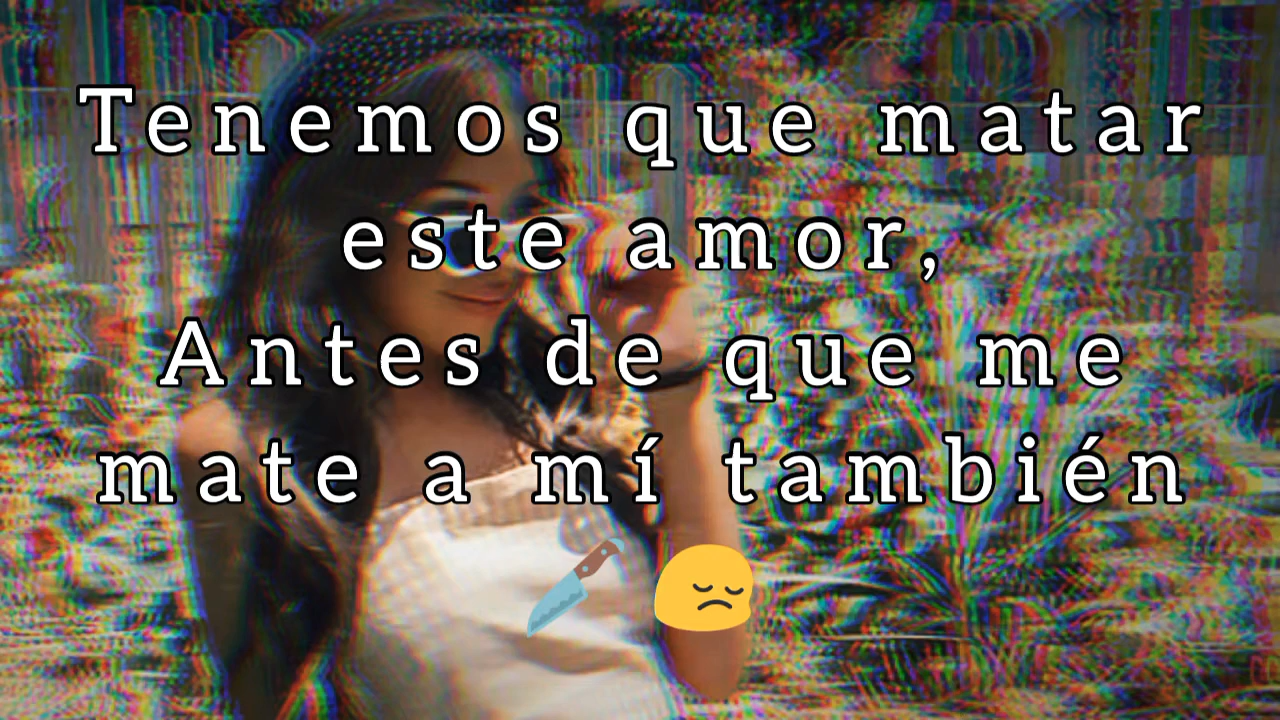 Tenemos que matar
este amor,
Antes de que me
mate a mí también
🔪 😔